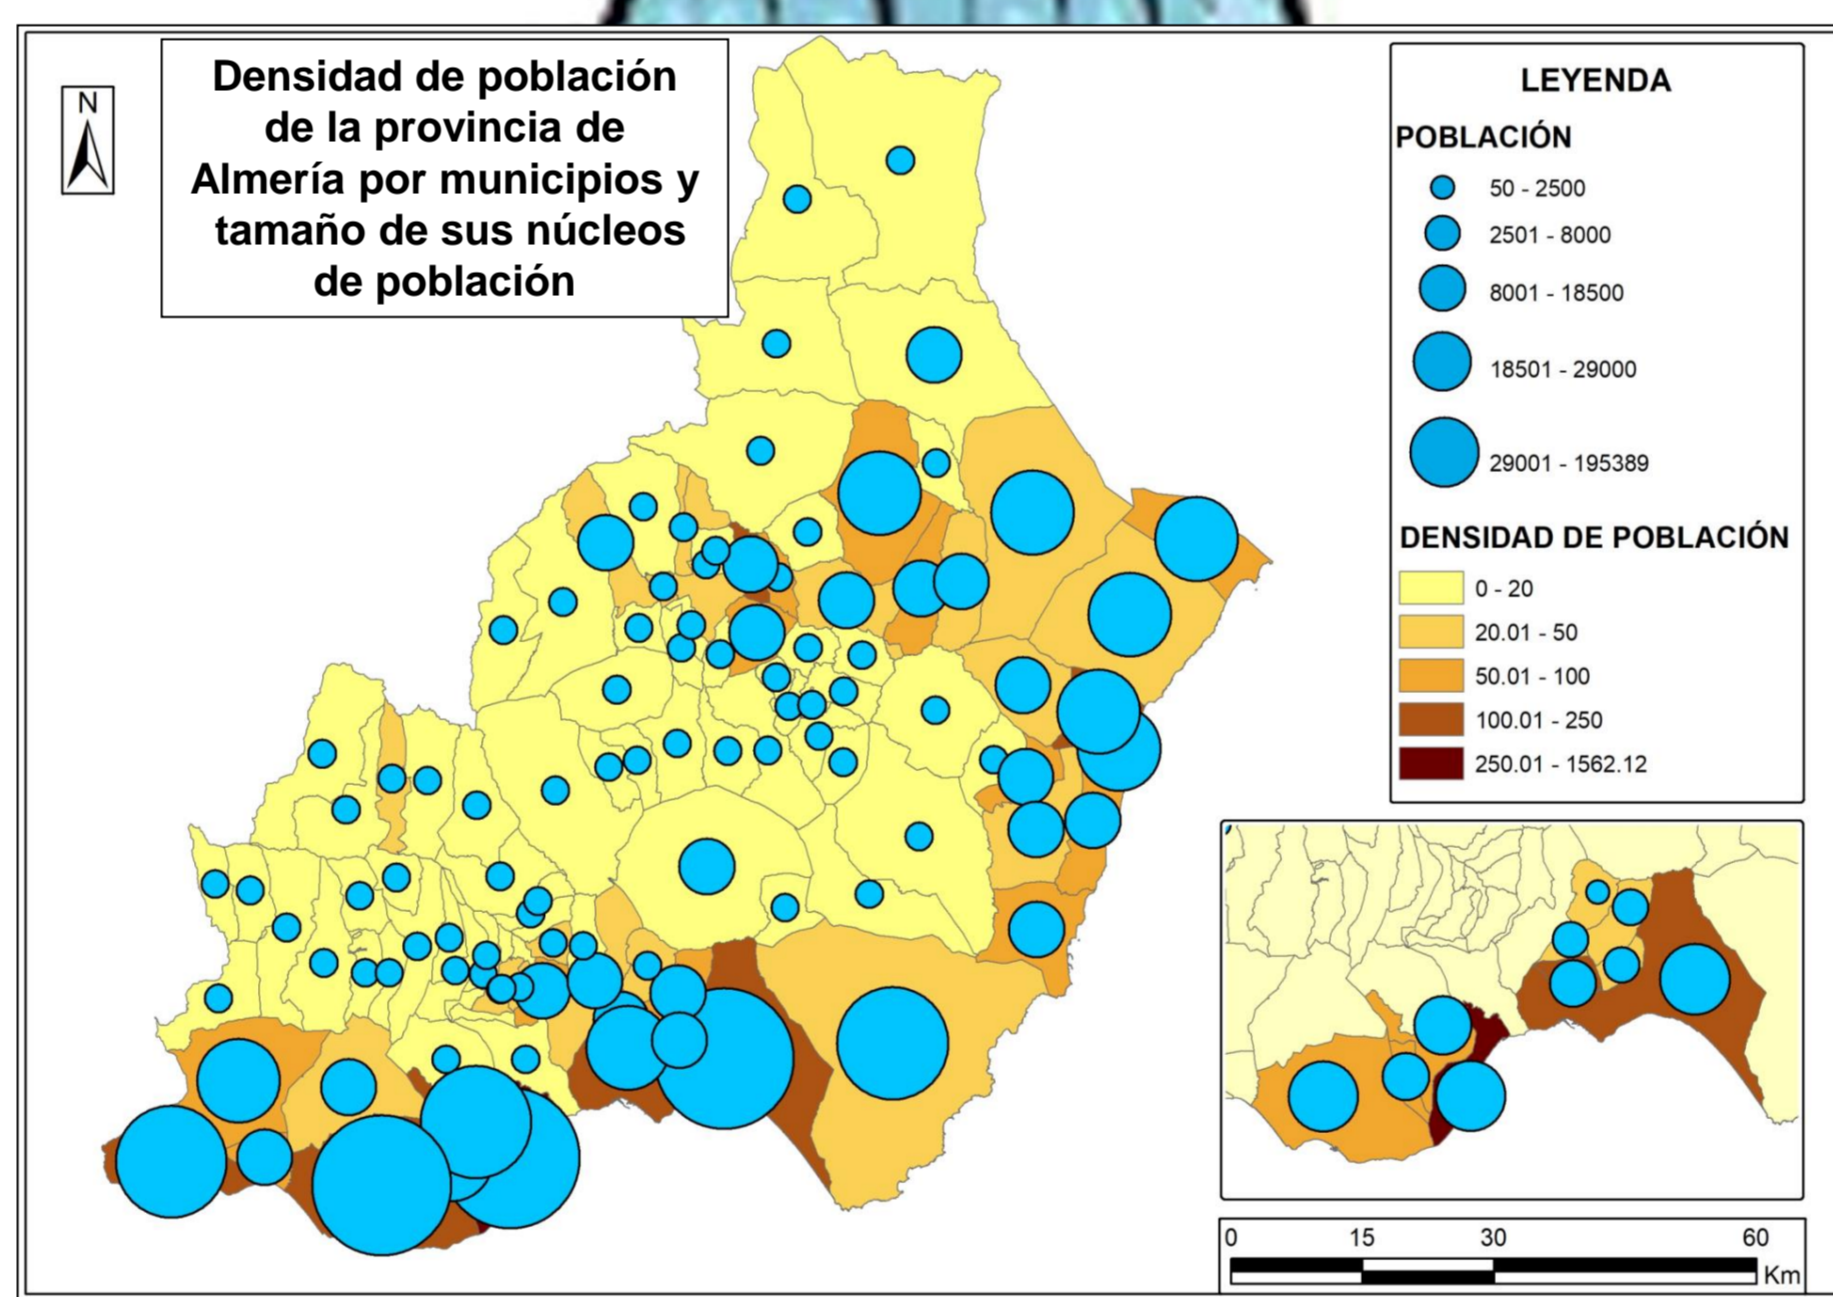 Densidad de población
de la provincia de
Almería por municipios y
tamaño de sus núcleos
de población
N
LEYENDA
POBLACIÓN
50 - 2500
2501 - 8000
8001 - 18500
18501 - 29000
29001 - 195389
DENSIDAD DE POBLACIÓN
0 - 20
20.01 - 50
50.01 - 100
100.01 - 250
250.01 - 1562.12
0 15 30 60
Km